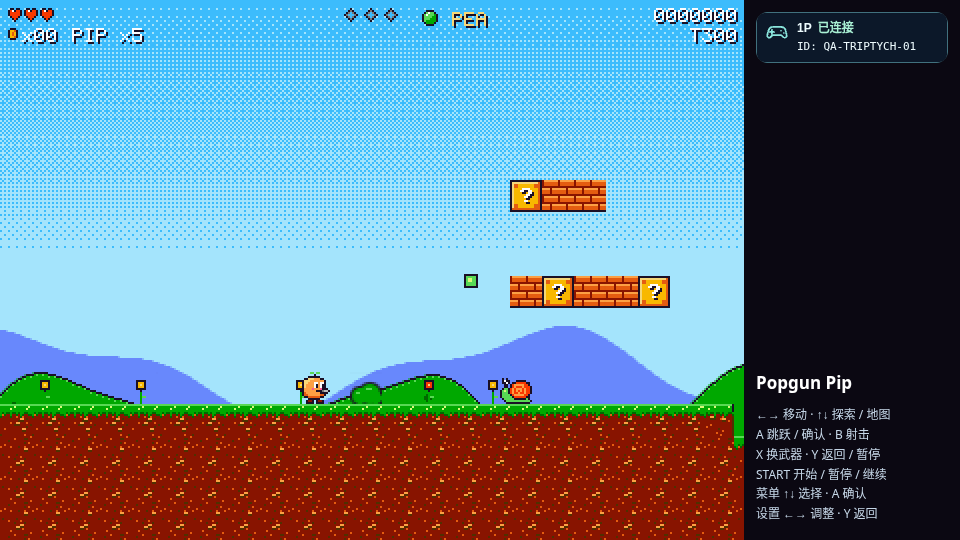 PEA
0000000
x00 PIP x5
T300
?
? ?
1P 已连接
ID: QA-TRIPTYCH-01
Popgun Pip
←→ 移动 · ↑↓ 探索 / 地图
A 跳跃 / 确认 · B 射击
X 换武器 · Y 返回 / 暂停
START 开始 / 暂停 / 继续
菜单 ↑↓ 选择 · A 确认
设置 ←→ 调整 · Y 返回